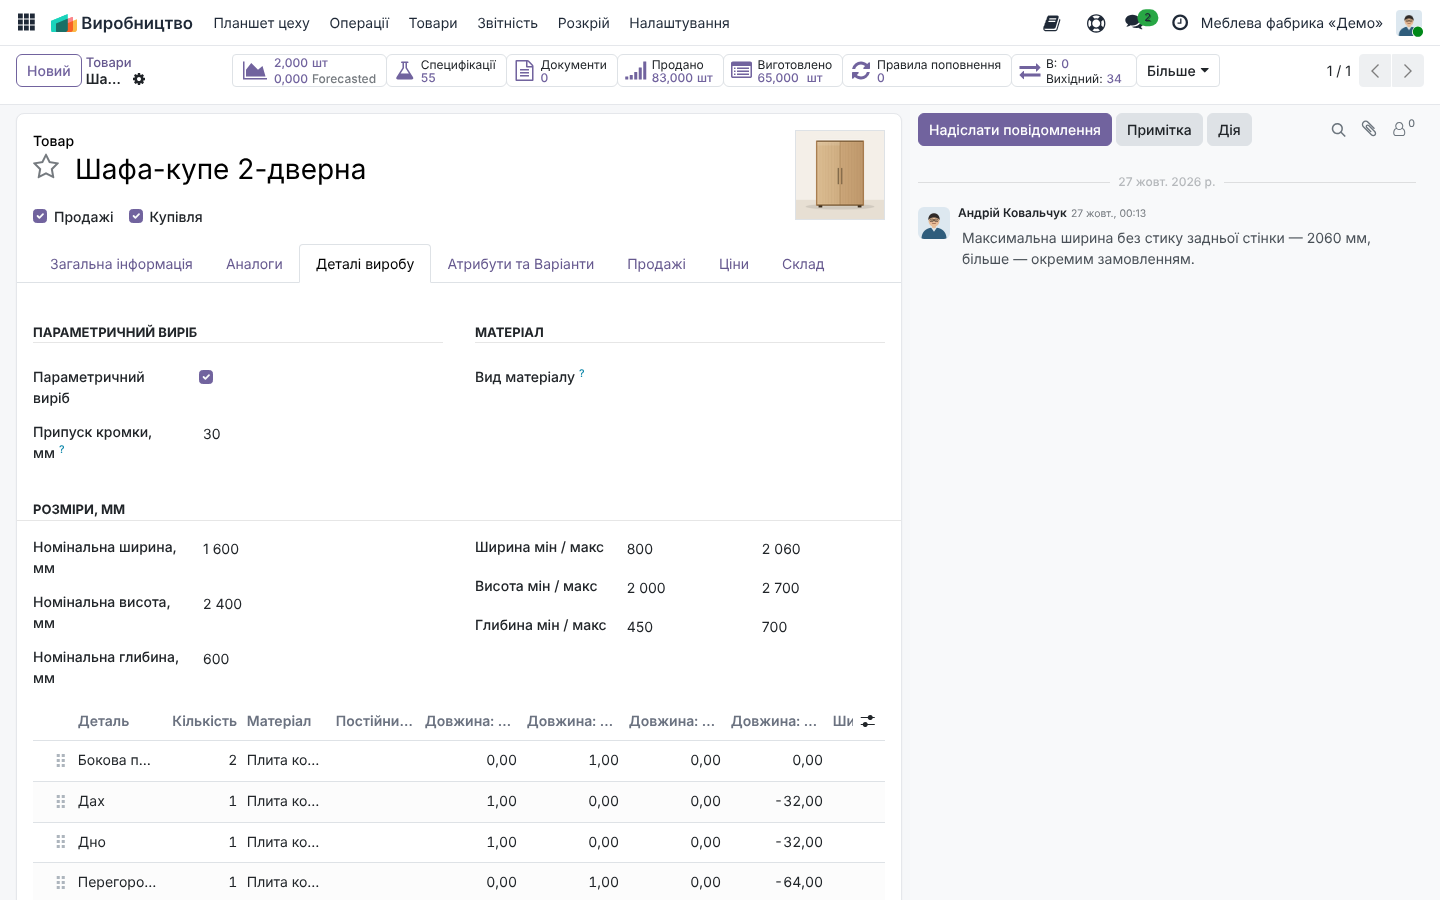 Виробництво
Планшет цеху
Операції
Товари
Звітність
Розкрій
Налаштування
2
Меблева фабрика «Демо»
Новий
Товари
Ша...
2,000 шт
0,000 Forecasted
Специфікації
55
Документи
0
Продано
83,000 шт
Виготовлено
65,000 шт
Правила поповнення
0
В: 0
Вихідний: 34
Більше
1 / 1
Товар
Шафа-купе 2-дверна
Продажі
Купівля
Загальна інформація
Аналоги
Деталі виробу
Атрибути та Варіанти
Продажі
Ціни
Склад
ПАРАМЕТРИЧНИЙ ВИРІБ
Параметричний
виріб
Припуск кромки,
мм ?
30
МАТЕРІАЛ
Вид матеріалу ?
РОЗМІРИ, ММ
Номінальна ширина,
мм
1 600
Номінальна висота,
мм
2 400
Номінальна глибина,
мм
600
Ширина мін / макс 800 2 060
Висота мін / макс 2 000 2 700
Глибина мін / макс 450 700
Деталь Кількість Матеріал Постійни... Довжина: ... Довжина: ... Довжина: ... Довжина: ... Ши
Бокова п... 2 Плита ко... 0,00 1,00 0,00 0,00
Дах 1 Плита ко... 1,00 0,00 0,00 -32,00
Дно 1 Плита ко... 1,00 0,00 0,00 -32,00
Перегоро... 1 Плита ко... 0,00 1,00 0,00 -64,00
Надіслати повідомлення
Примітка
Дія
0
27 жовт. 2026 р.
Андрій Ковальчук 27 жовт., 00:13
Максимальна ширина без стику задньої стінки — 2060 мм,
більше — окремим замовленням.